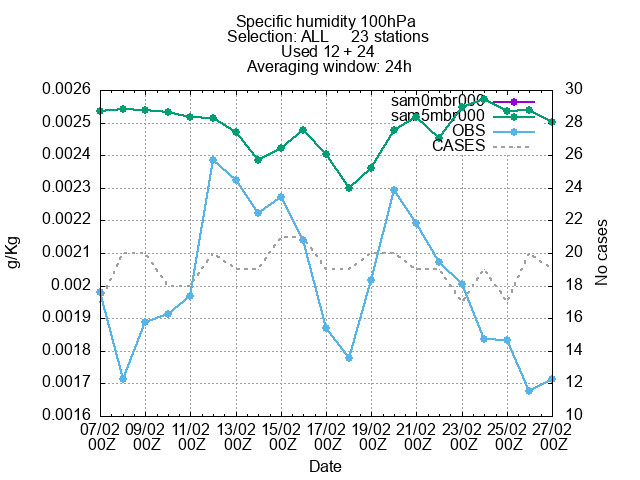 Specific humidity 100hPa
Selection: ALL 23 stations
Used 12 + 24
Averaging window: 24h
0.0026
0.0025
0.0024
0.0023
0.0022
0.0021
0.002
0.0019
0.0018
0.0017
0.0016
g/Kg
sam0mbr000
sam5mbr000
OBS
CASES
30
28
26
24
22
20
18
16
14
12
10
No cases
07/02 09/02 11/02 13/02 15/02 17/02 19/02 21/02 23/02 25/02 27/02
00Z 00Z 00Z 00Z 00Z 00Z 00Z 00Z 00Z 00Z 00Z
Date